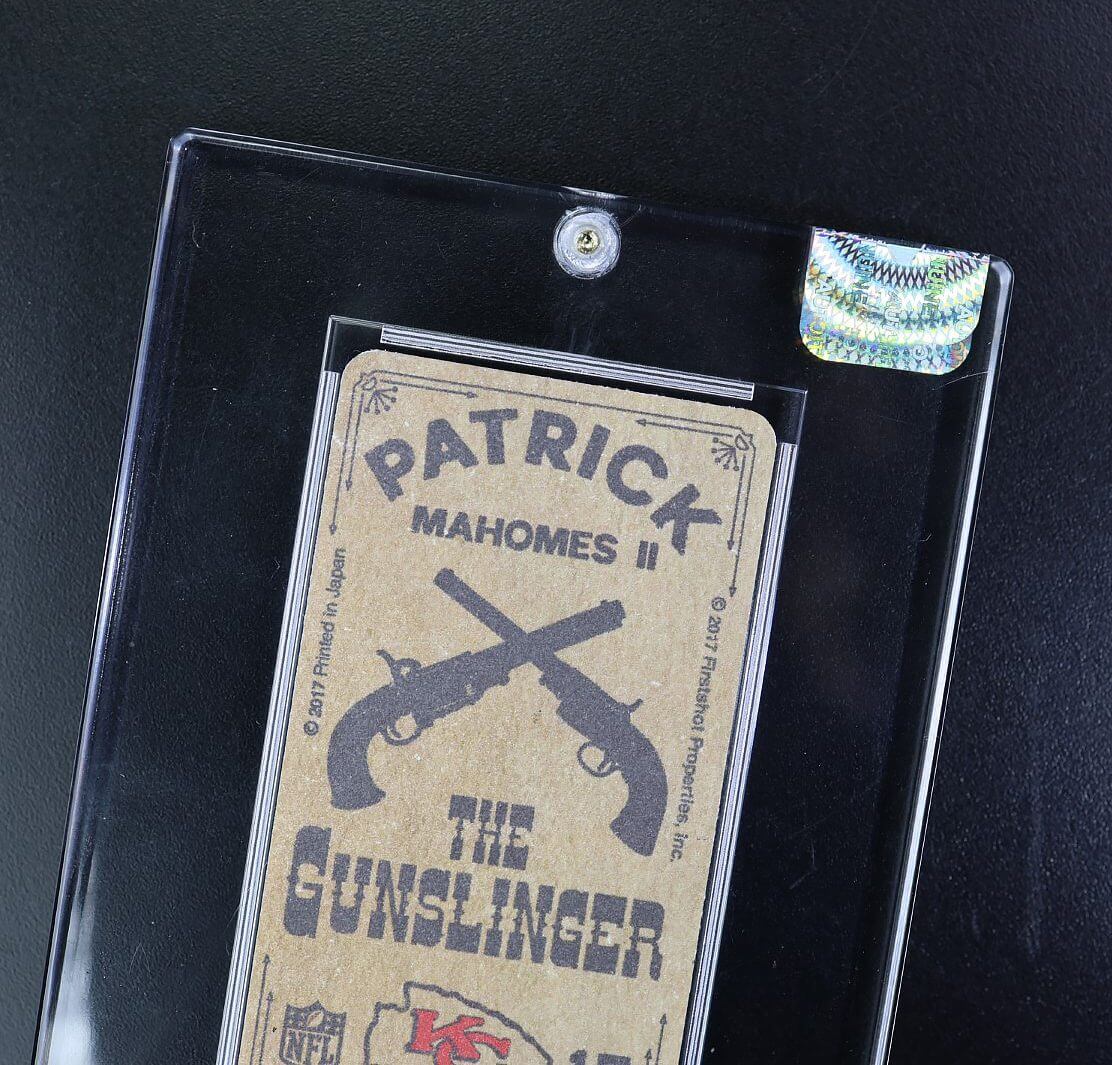 PATRICK
MAHOMES II
© 2017 Printed in Japan
© 2017 Firstshot Properties, inc.
THE
GUNSLINGER
NFL
KC